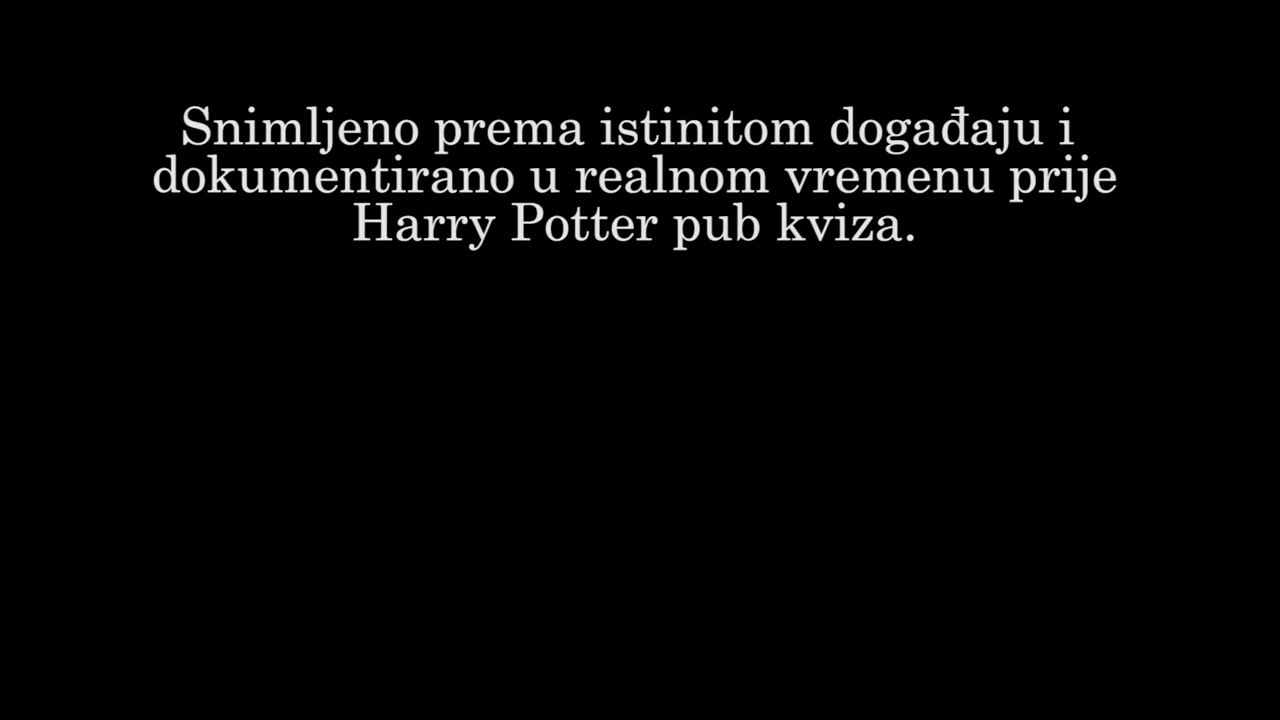 Snimljeno prema istinitom događaju i
dokumentirano u realnom vremenu prije
Harry Potter pub kviza.